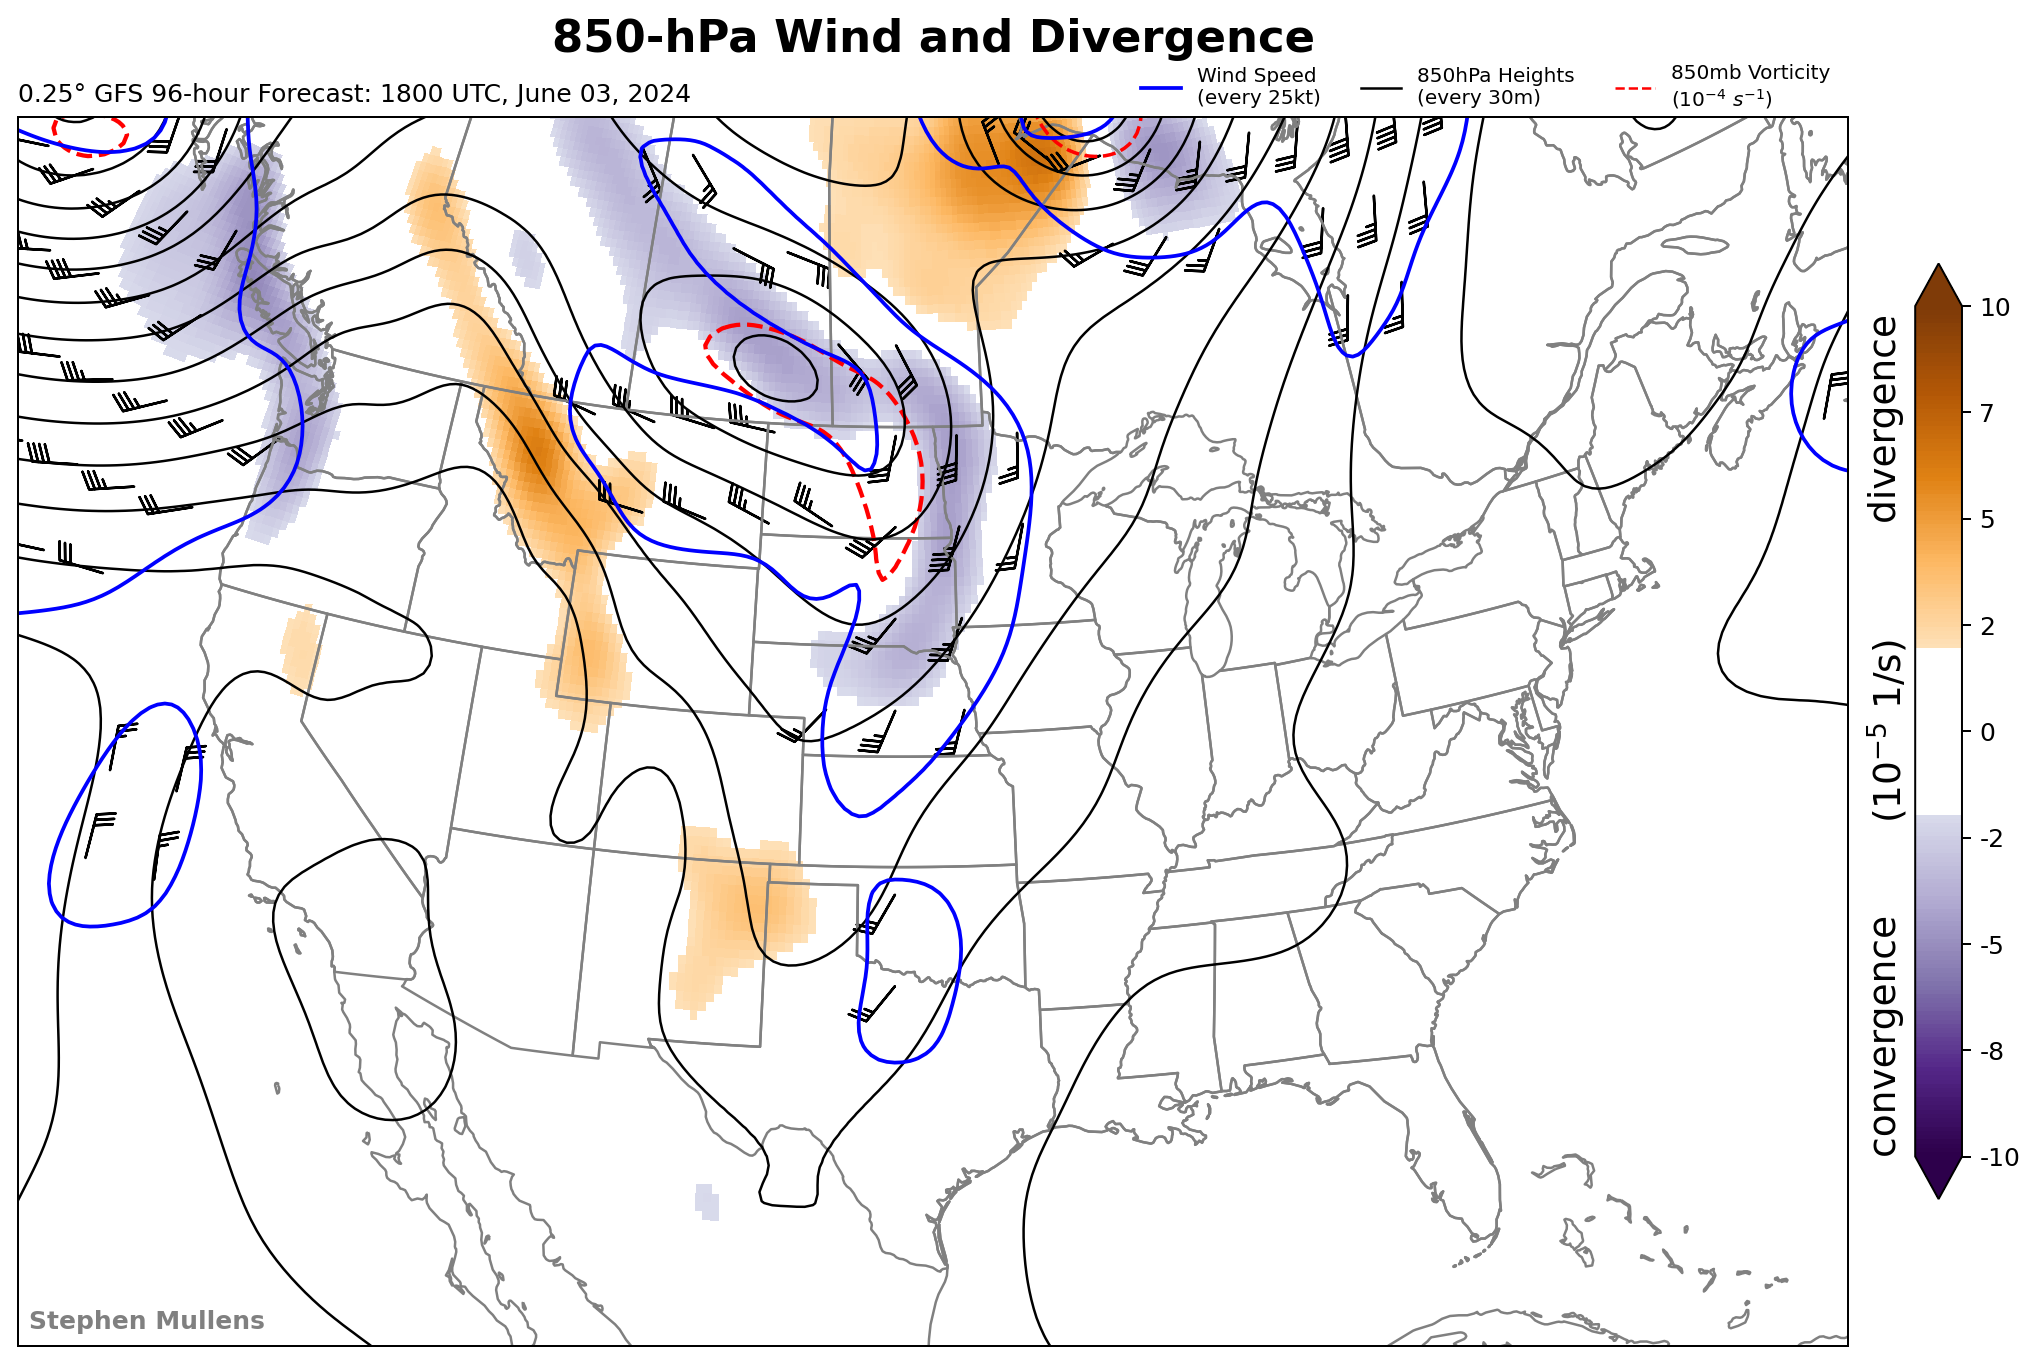 850-hPa Wind and Divergence
0.25° GFS 96-hour Forecast: 1800 UTC, June 03, 2024
Wind Speed
(every 25kt)
850hPa Heights
(every 30m)
850mb Vorticity
(10⁻⁴ s⁻¹)
10
7
5
2
0
-2
-5
-8
-10
convergence (10⁻⁵ 1/s) divergence
Stephen Mullens